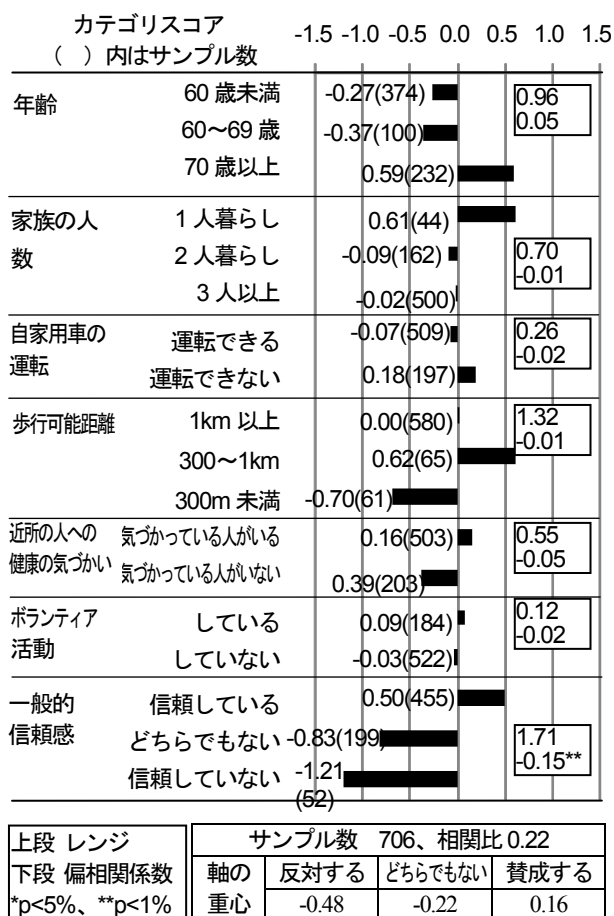 カテゴリスコア
( )内はサンプル数
-1.5 -1.0 -0.5 0.0 0.5 1.0 1.5
年齢
60 歳未満 -0.27(374)
60～69 歳 -0.37(100)
70 歳以上 0.59(232)
0.96
0.05
家族の人数
1 人暮らし 0.61(44)
2 人暮らし -0.09(162)
3 人以上 -0.02(500)
0.70
-0.01
自家用車の
運転
運転できる -0.07(509)
運転できない 0.18(197)
0.26
-0.02
歩行可能距離
1km 以上 0.00(580)
300～1km 0.62(65)
300m 未満 -0.70(61)
1.32
-0.01
近所の人への
健康の気づかい
気づかっている人がいる 0.16(503)
気づかっている人がいない 0.39(203)
0.55
-0.05
ボランティア
活動
している 0.09(184)
していない -0.03(522)
0.12
-0.02
一般的
信頼感
信頼している 0.50(455)
どちらでもない -0.83(199)
信頼していない -1.21
(52)
1.71
-0.15**
上段 レンジ
下段 偏相関係数
*p<5%、**p<1%
サンプル数 706、相関比 0.22
軸の
重心
反対する どちらでもない 賛成する
-0.48 -0.22 0.16